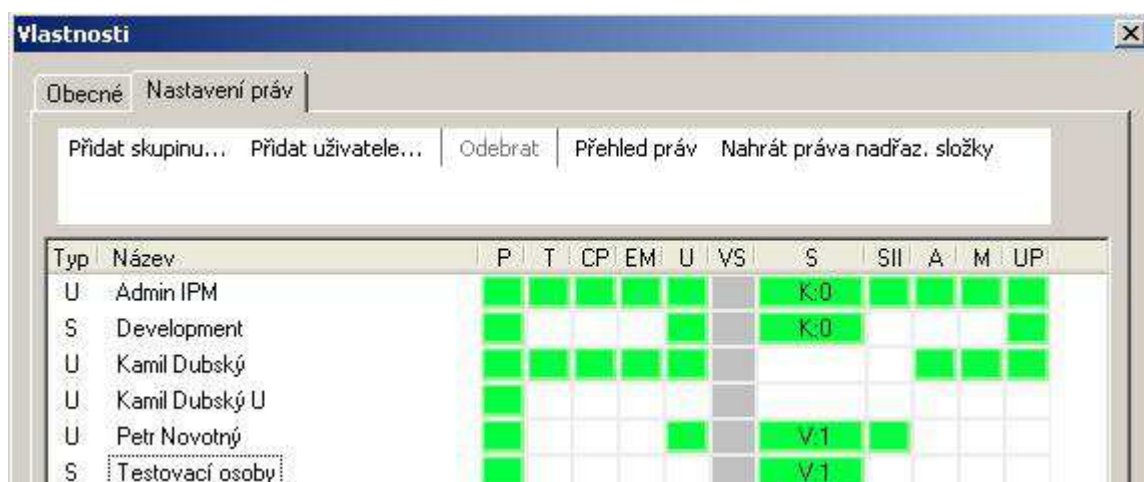 Vlastnosti
Obecné Nastavení práv
Přidat skupinu... Přidat uživatele... Odebrat Přehled práv Nahrát práva nadřaz. složky
Typ Název P T CP EM U VS S SII A M UP
U Admin IPM K:0
S Development K:0
U Kamil Dubský
U Kamil Dubský U
U Petr Novotný V:1
S Testovací osoby V:1